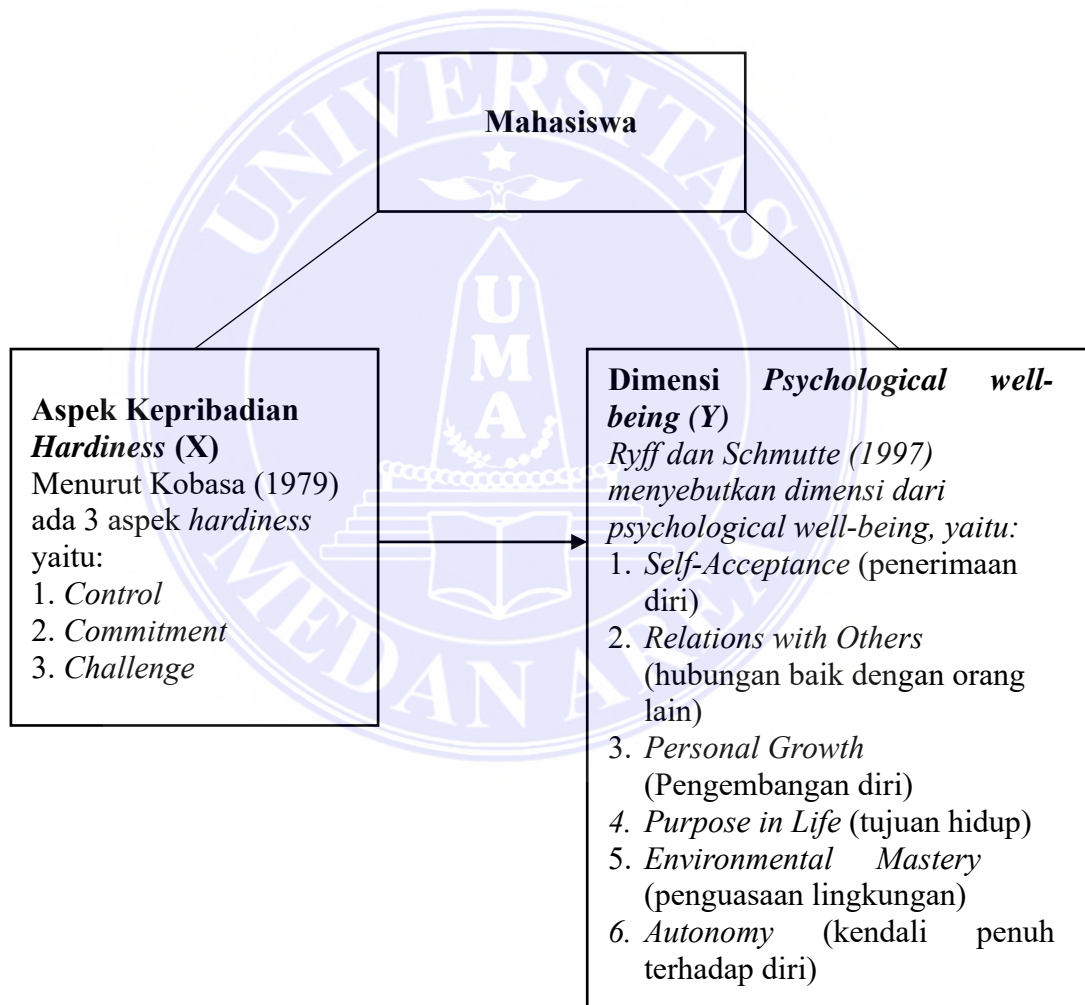 UNIVERSITAS
Mahasiswa
UMA
Aspek Kepribadian
Hardiness (X)
Menurut Kobasa (1979)
ada 3 aspek hardiness
yaitu:
1. Control
2. Commitment
3. Challenge
Dimensi Psychological well-
being (Y)
Ryff dan Schmutte (1997)
menyebutkan dimensi dari
psychological well-being, yaitu:
1. Self-Acceptance (penerimaan
diri)
2. Relations with Others
(hubungan baik dengan orang
lain)
3. Personal Growth
(Pengembangan diri)
4. Purpose in Life (tujuan hidup)
5. Environmental Mastery
(penguasaan lingkungan)
6. Autonomy (kendali penuh
terhadap diri)
MEDAN AREA